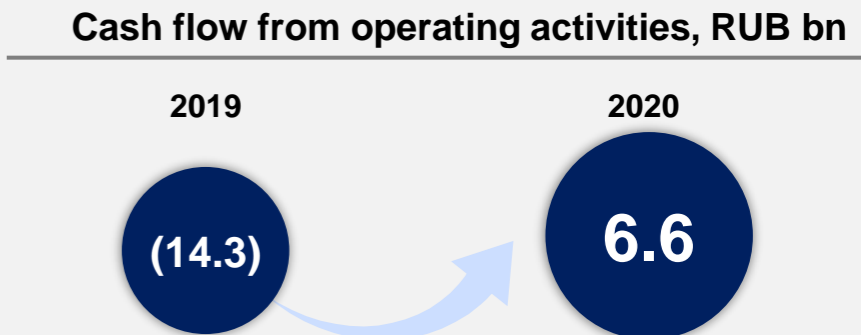 Cash flow from operating activities, RUB bn
2019
2020
(14.3)
6.6